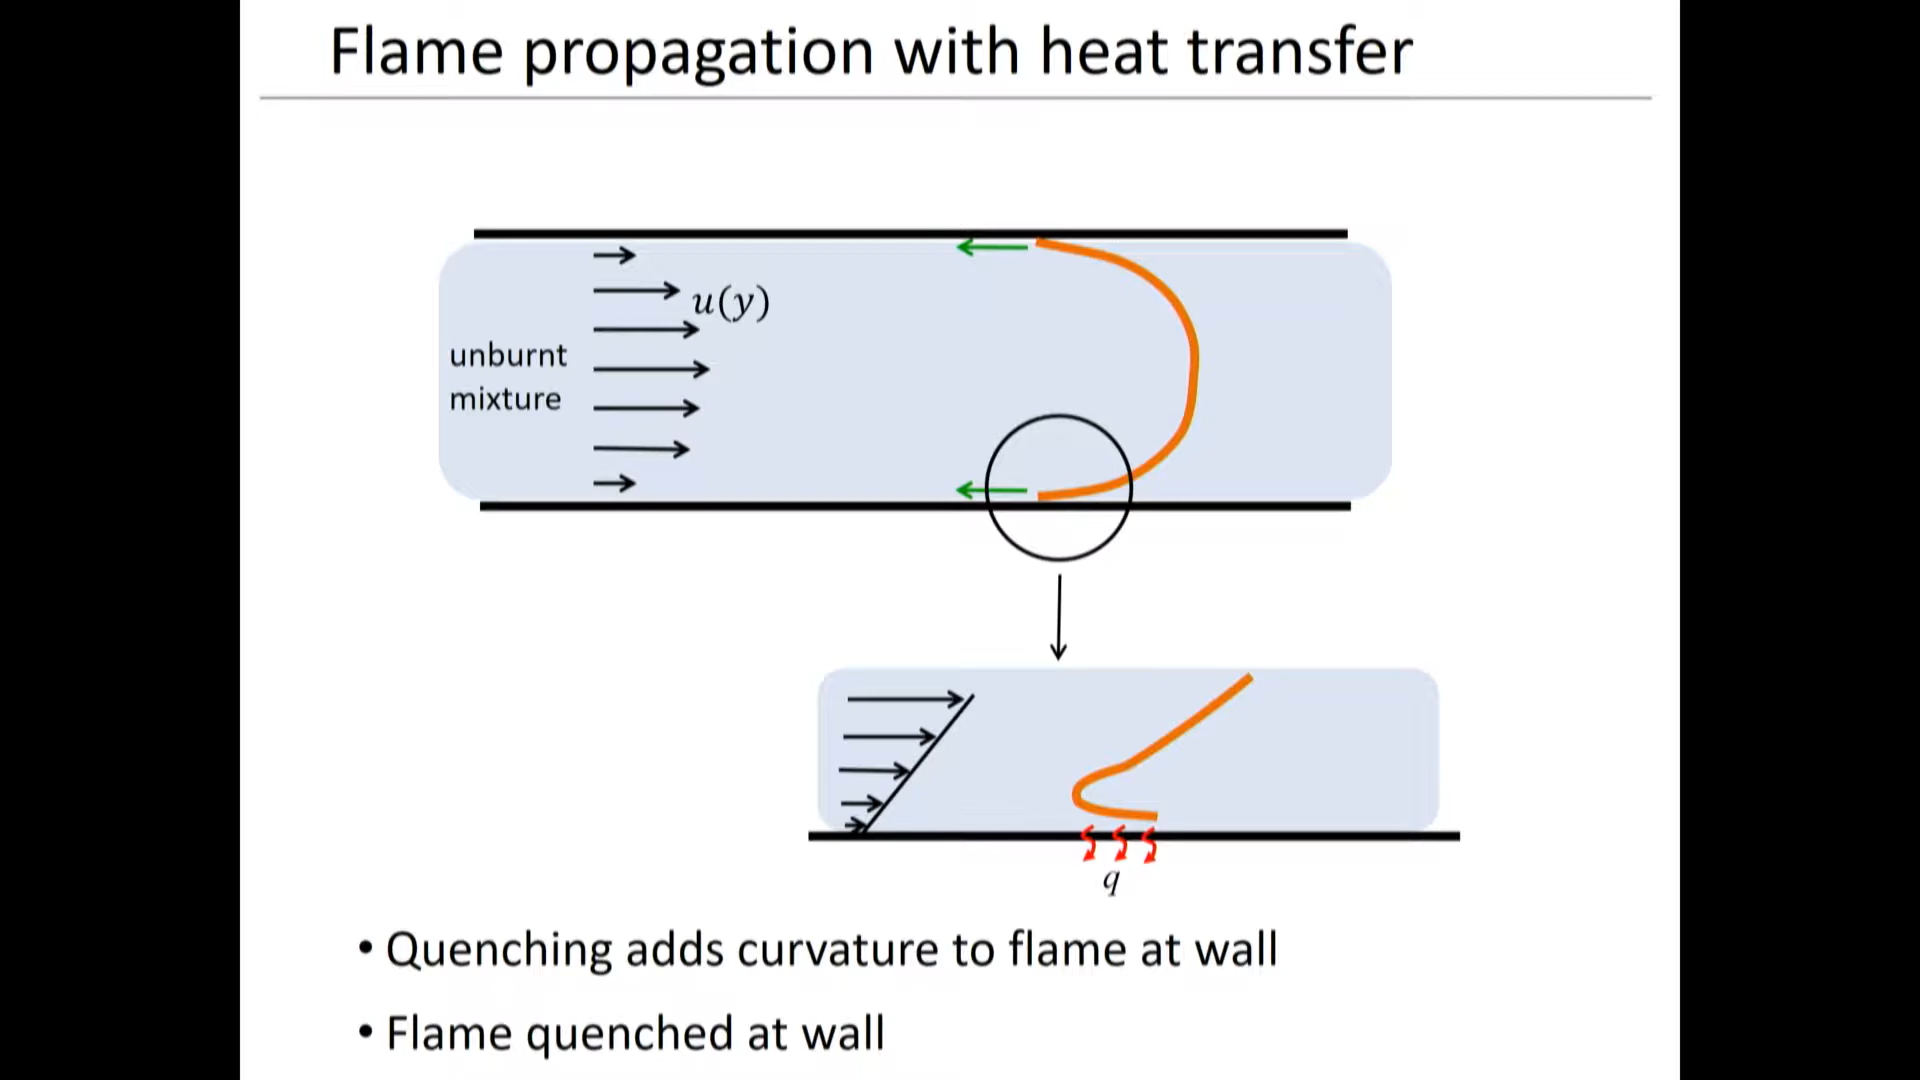 Flame propagation with heat transfer
u(y)
unburnt
mixture
q
• Quenching adds curvature to flame at wall
• Flame quenched at wall